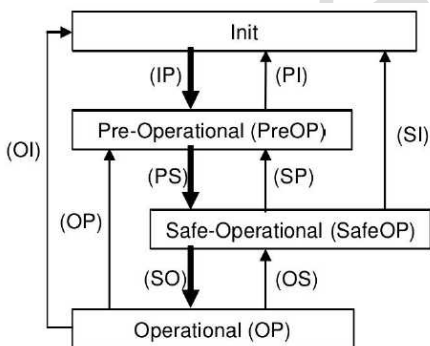 Init
(IP)
(PI)
(OI)
Pre-Operational (PreOP)
(SI)
(PS)
(SP)
(OP)
Safe-Operational (SafeOP)
(SO)
(OS)
Operational (OP)